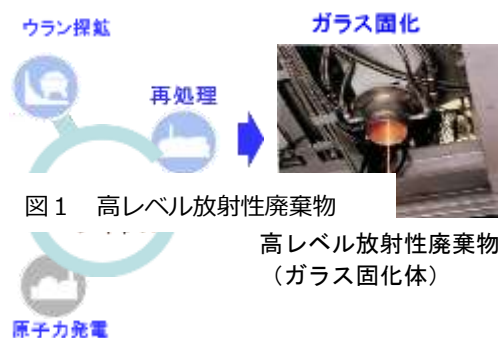 ウラン探鉱
ガラス固化
再処理
図１　高レベル放射性廃棄物
高レベル放射性廃棄物
（ガラス固化体）
原子力発電